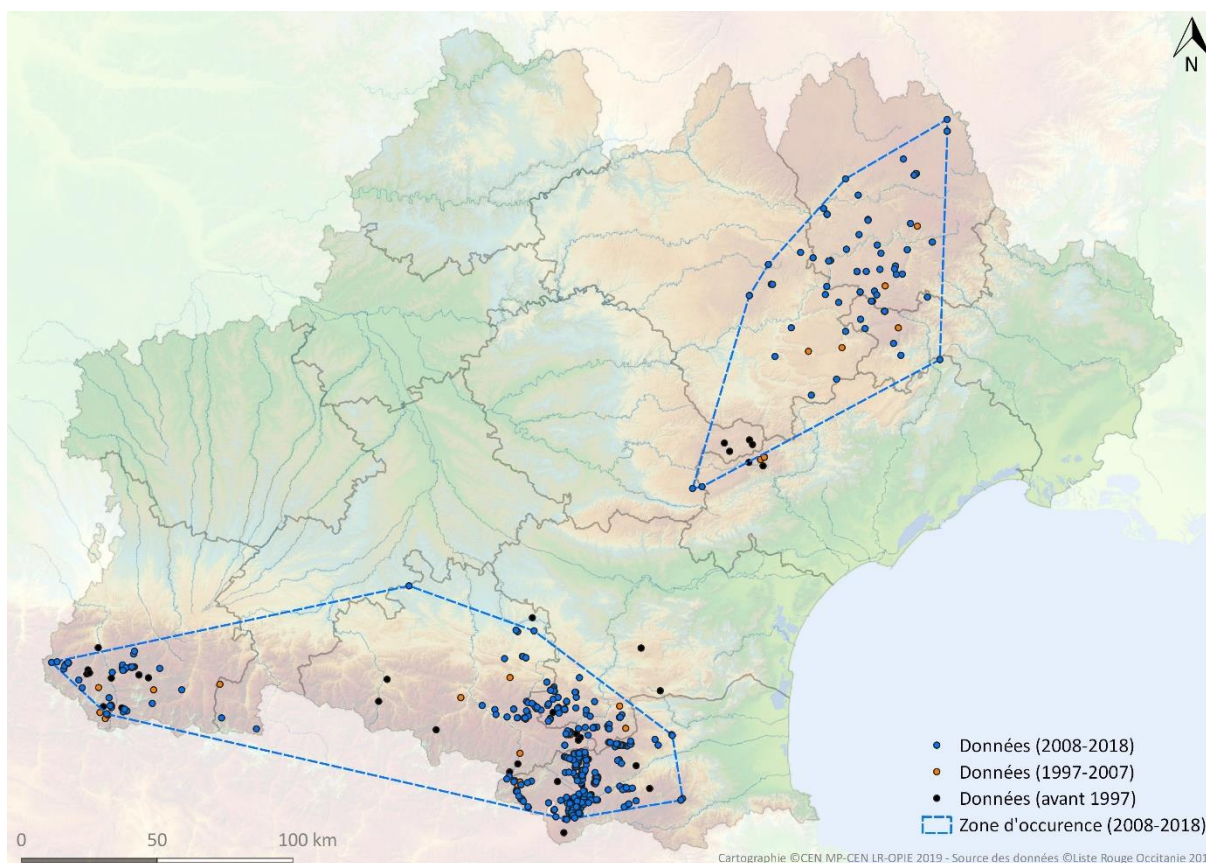 N
Données (2008-2018)
Données (1997-2007)
Données (avant 1997)
Zone d'occurence (2008-2018)
0 50 100 km
Cartographie ©CEN MP-CEN LR-OPIE 2019 - Source des données ©Liste Rouge Occitanie 201